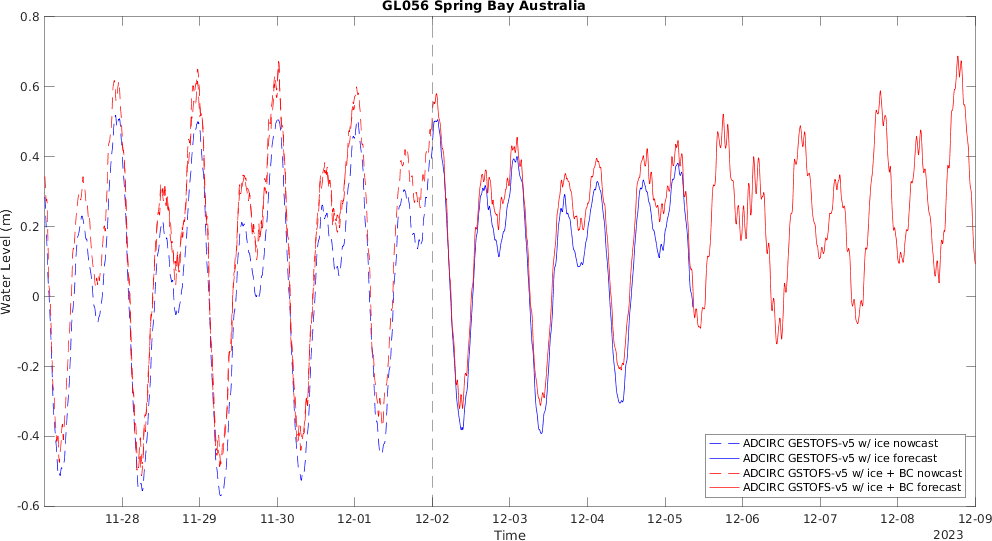 GL056 Spring Bay Australia
0.8
0.6
0.4
0.2
0
-0.2
-0.4
-0.6
Water Level (m)
ADCIRC GESTOFS-v5 w/ ice nowcast
ADCIRC GESTOFS-v5 w/ ice forecast
ADCIRC GSTOFS-v5 w/ ice + BC nowcast
ADCIRC GSTOFS-v5 w/ ice + BC forecast
11-28 11-29 11-30 12-01 12-02 12-03 12-04 12-05 12-06 12-07 12-08 12-09
Time
2023